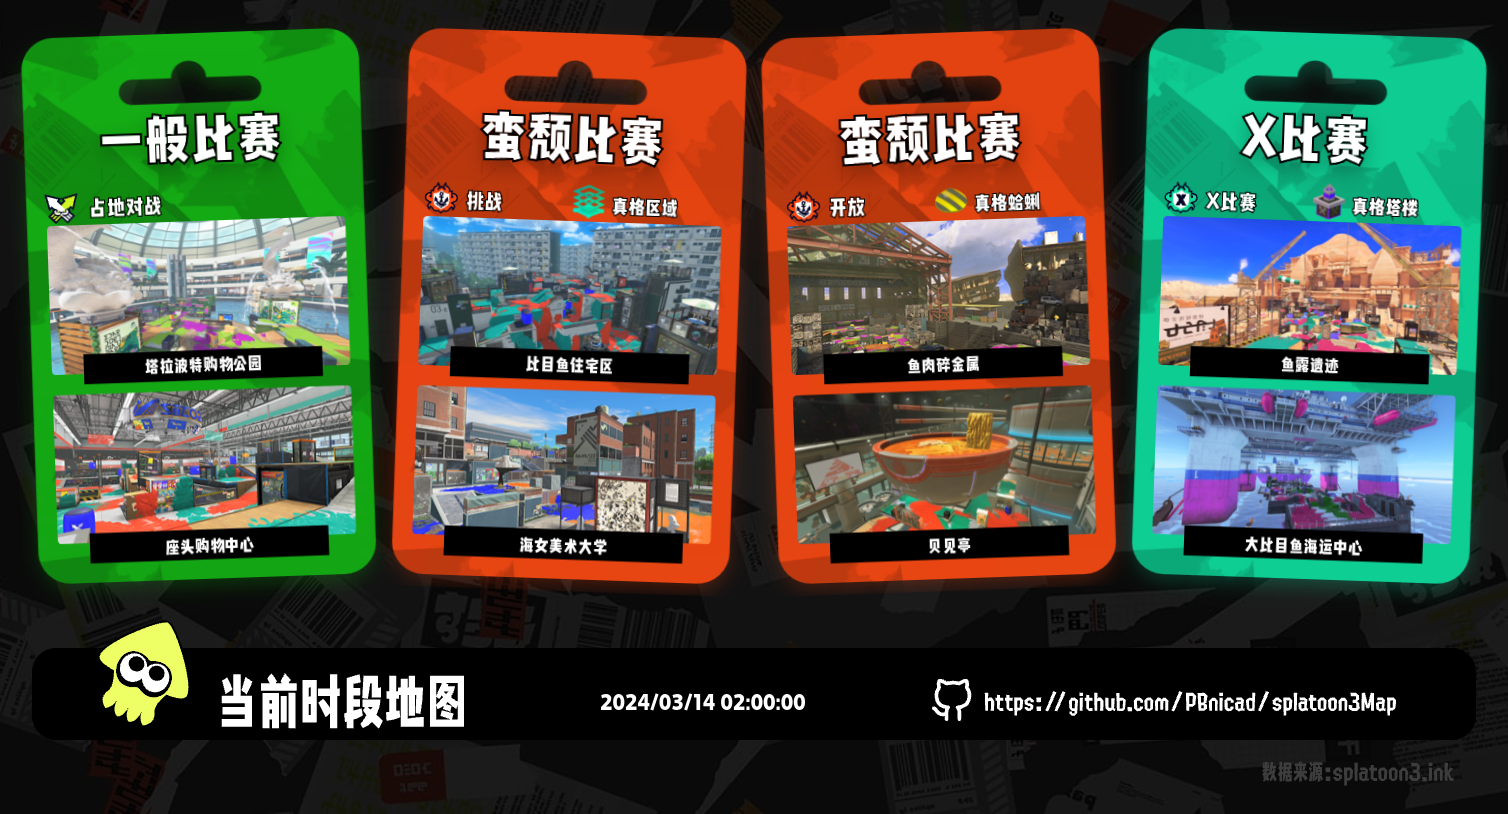 一般比赛
占地对战
塔拉波特购物公园
座头购物中心
蛮颓比赛
挑战
真格区域
比目鱼住宅区
海女美术大学
蛮颓比赛
开放
真格蛤蜊
鱼肉碎金属
贝贝亭
X比赛
X比赛
真格塔楼
鱼露遗迹
大比目鱼海运中心
当前时段地图
2024/03/14 02:00:00
https://github.com/PBnicad/splatoon3Map
数据来源:splatoon3.ink